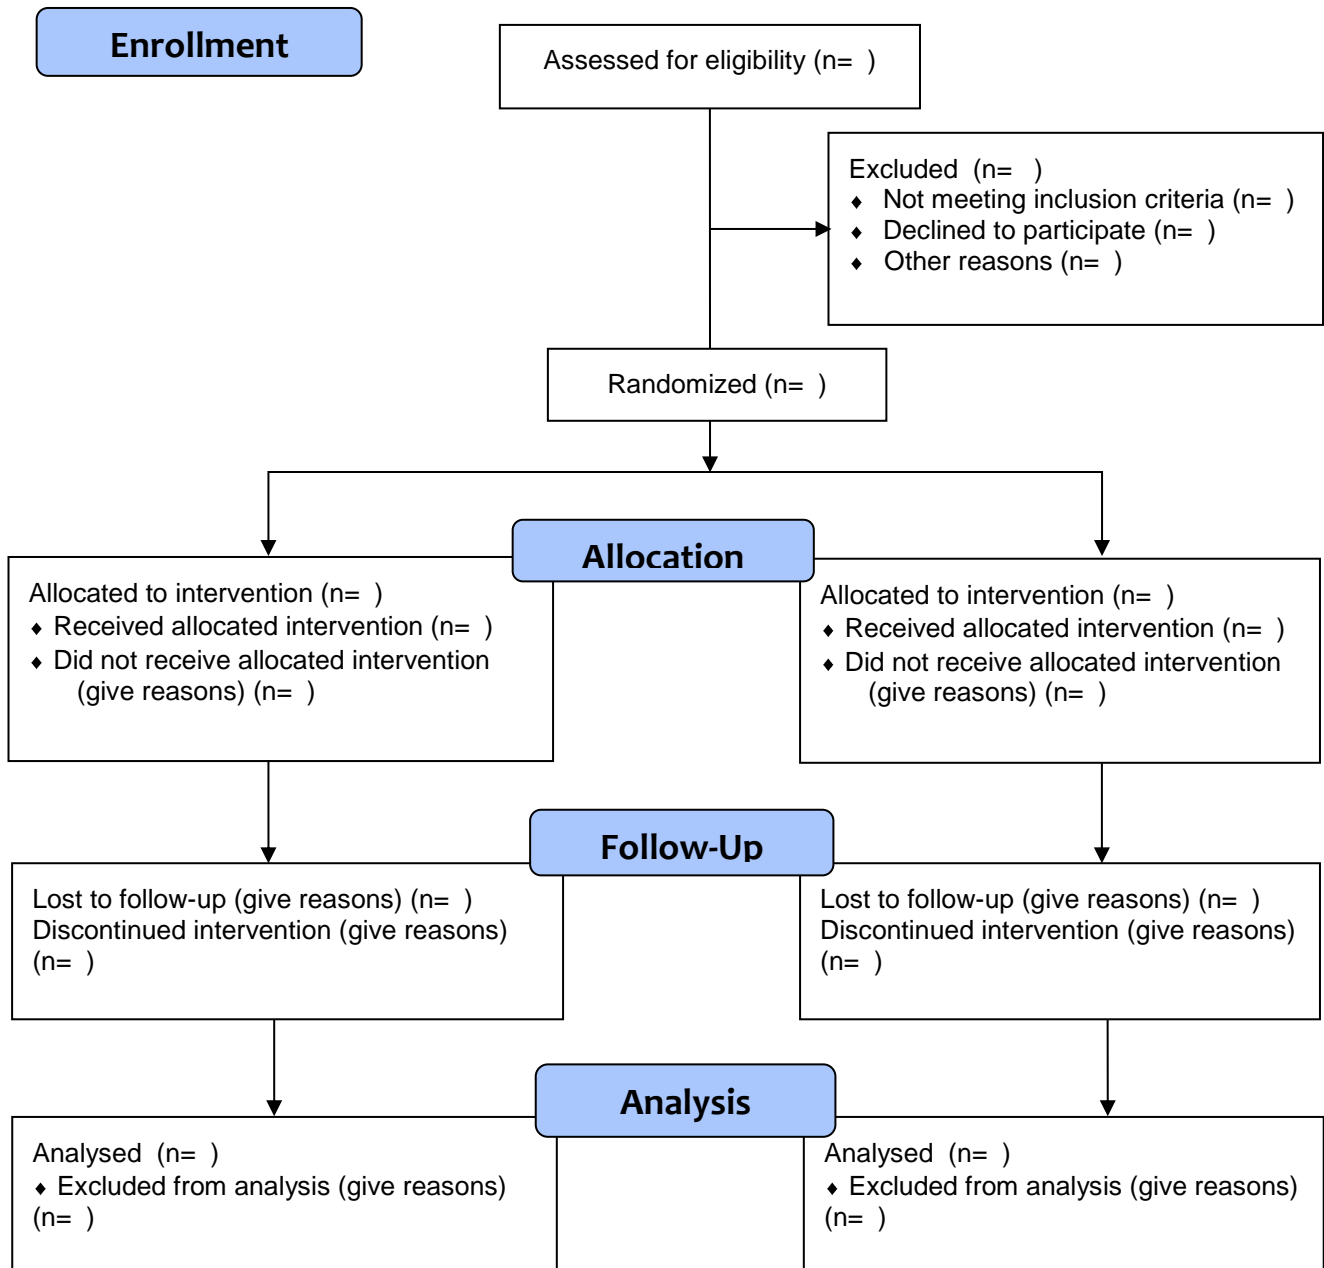 Enrollment
Assessed for eligibility (n=  )
Excluded  (n=   )
♦ Not meeting inclusion criteria (n=  )
♦ Declined to participate (n=  )
♦ Other reasons (n=  )
Randomized (n=  )
Allocation
Allocated to intervention (n=  )
♦ Received allocated intervention (n=  )
♦ Did not receive allocated intervention
(give reasons) (n=  )
Allocated to intervention (n=  )
♦ Received allocated intervention (n=  )
♦ Did not receive allocated intervention
(give reasons) (n=  )
Follow-Up
Lost to follow-up (give reasons) (n=  )
Discontinued intervention (give reasons)
(n=  )
Lost to follow-up (give reasons) (n=  )
Discontinued intervention (give reasons)
(n=  )
Analysis
Analysed  (n=  )
♦ Excluded from analysis (give reasons)
(n=  )
Analysed  (n=  )
♦ Excluded from analysis (give reasons)
(n=  )